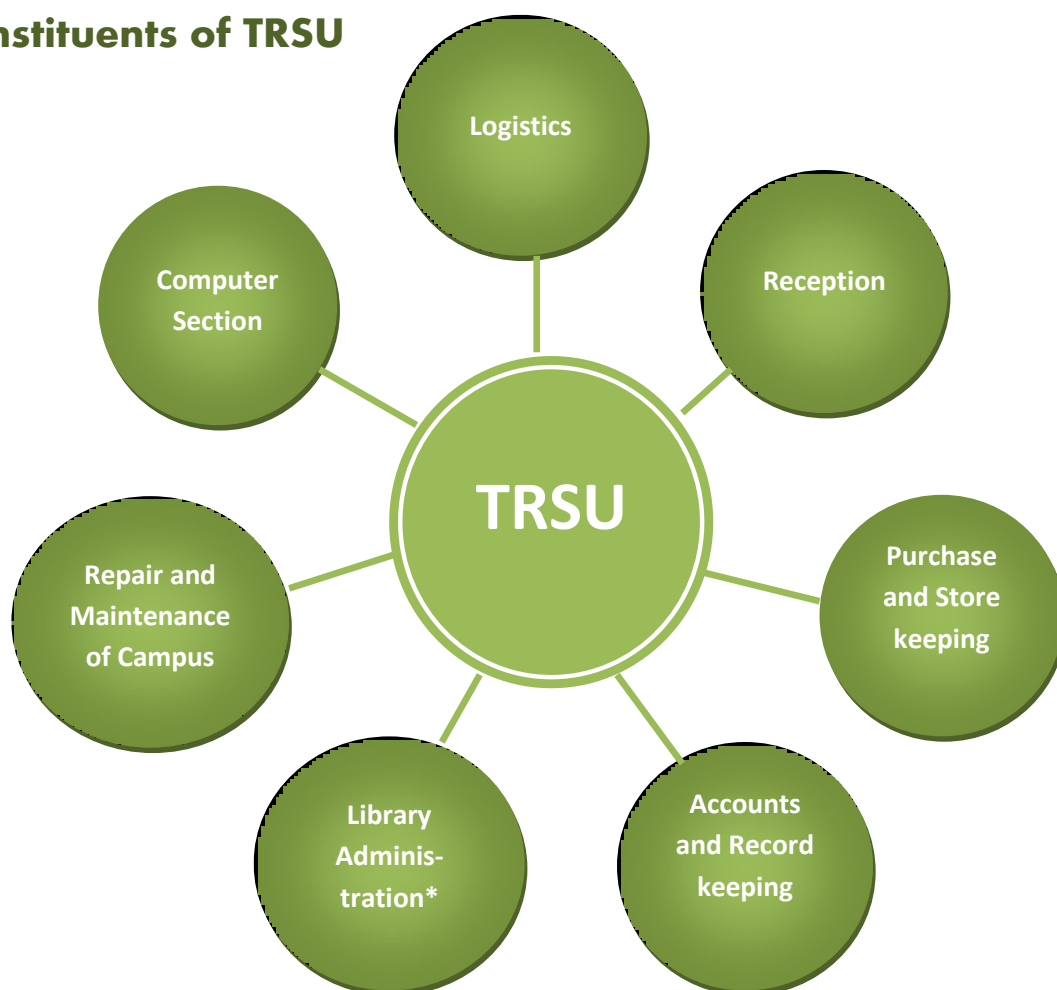 nstituents of TRSU
Logistics
Reception
Computer
Section
TRSU
Purchase
and Store
keeping
Repair and
Maintenance
of Campus
Accounts
and Record
keeping
Library
Adminis-
tration*